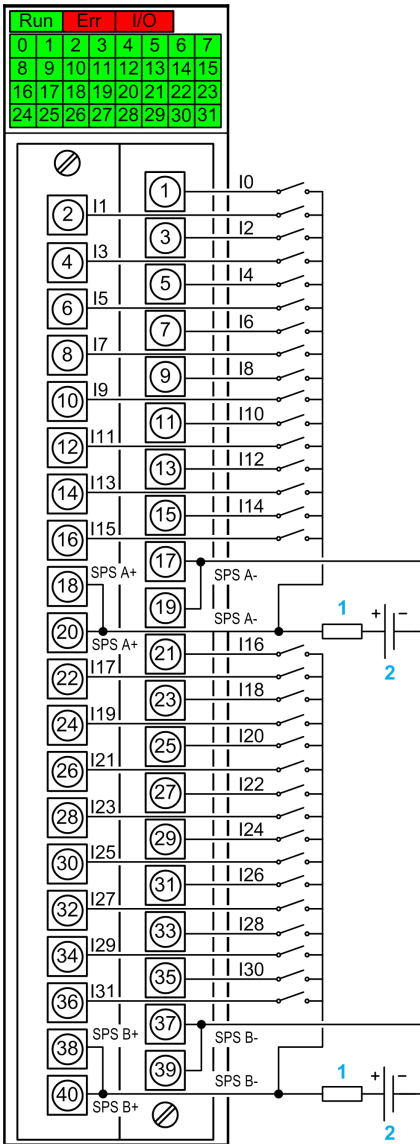 Run Err I/O
0 1 2 3 4 5 6 7
8 9 10 11 12 13 14 15
16 17 18 19 20 21 22 23
24 25 26 27 28 29 30 31
1 I0
2 I1
3 I2
4 I3
5 I4
6 I5
7 I6
8 I7
9 I8
10 I9
11 I10
12 I11
13 I12
14 I13
15 I14
16 I15
17 SPS A-
18 SPS A+
19 SPS A-
20 SPS A+
1
+ −
2
21 I16
22 I17
23 I18
24 I19
25 I20
26 I21
27 I22
28 I23
29 I24
30 I25
31 I26
32 I27
33 I28
34 I29
35 I30
36 I31
37 SPS B-
38 SPS B+
39 SPS B-
40 SPS B+
1
+ −
2